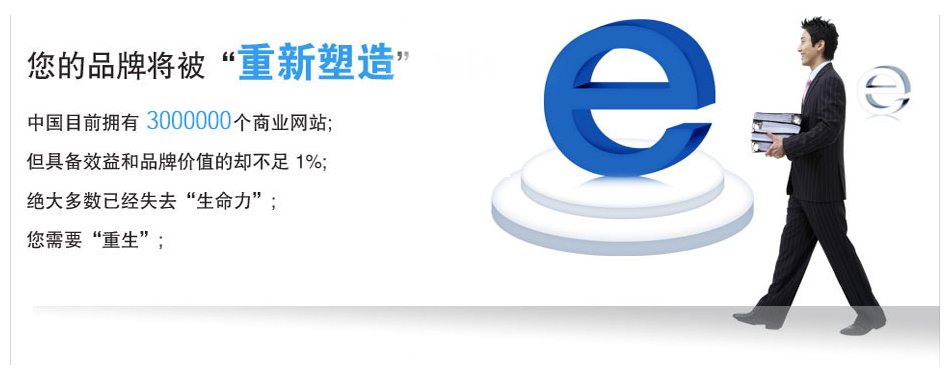 您的品牌将被“重新塑造”
中国目前拥有 3000000个商业网站;
但具备效益和品牌价值的却不足 1%;
绝大多数已经失去“生命力”;
您需要“重生”;
e
e